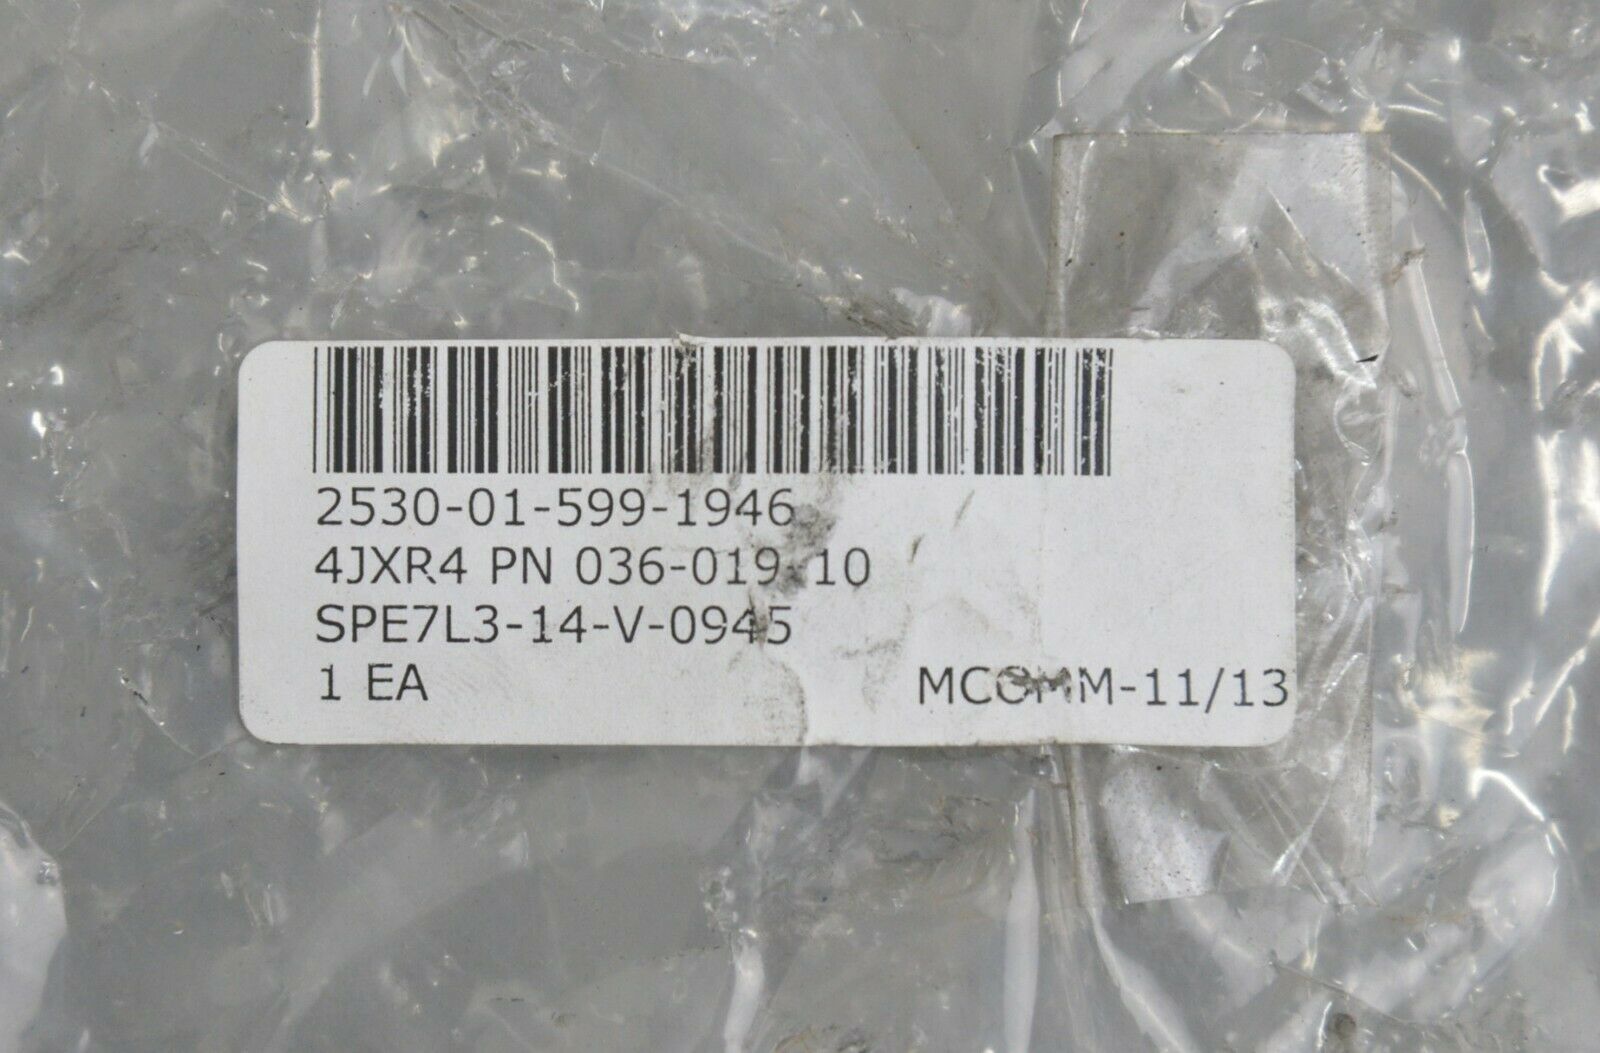 2530-01-599-1946
4JXR4 PN 036-019-10
SPE7L3-14-V-0945
1 EA
MCOMM-11/13